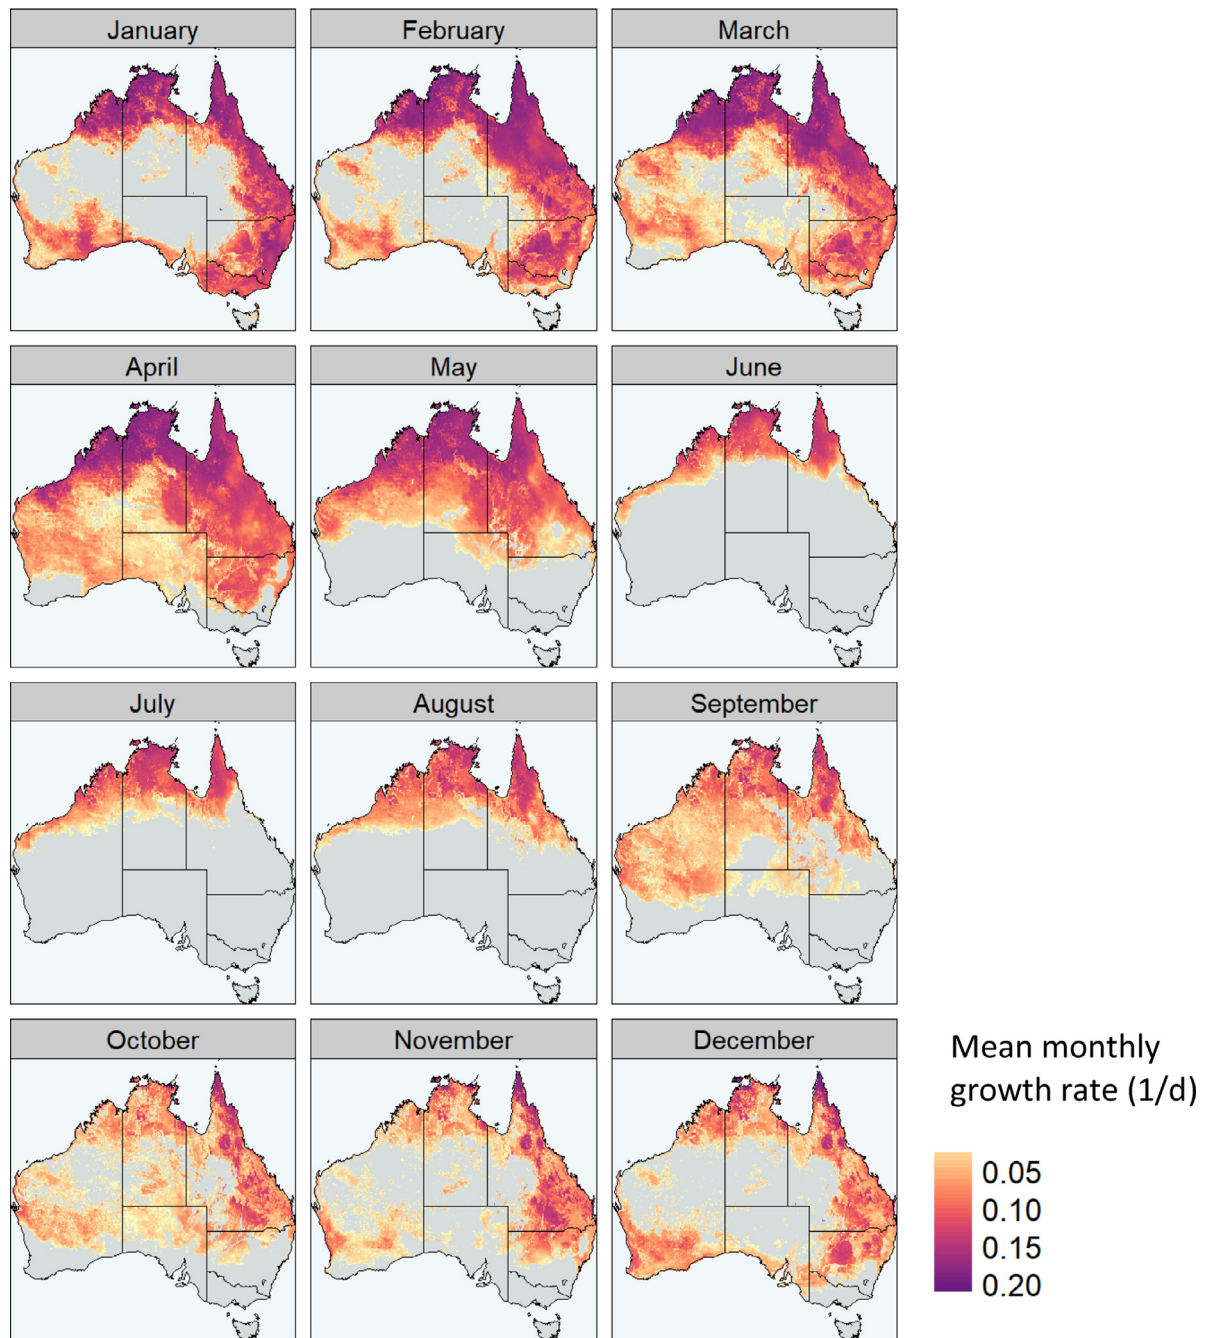 January
February
March
April
May
June
July
August
September
October
November
December
Mean monthly
growth rate (1/d)
0.05
0.10
0.15
0.20